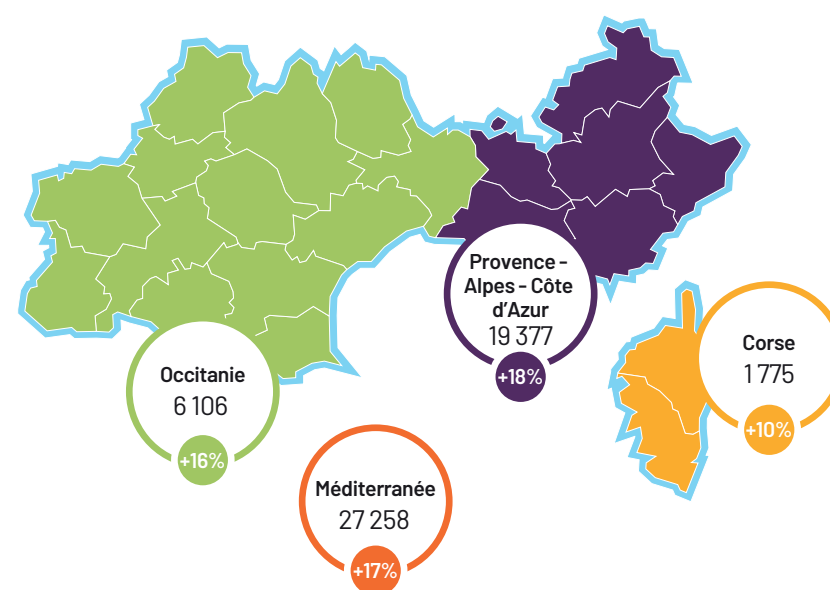 Provence -
Alpes - Côte
d'Azur
19 377
+18%
Corse
1 775
+10%
Occitanie
6 106
+16%
Méditerranée
27 258
+17%